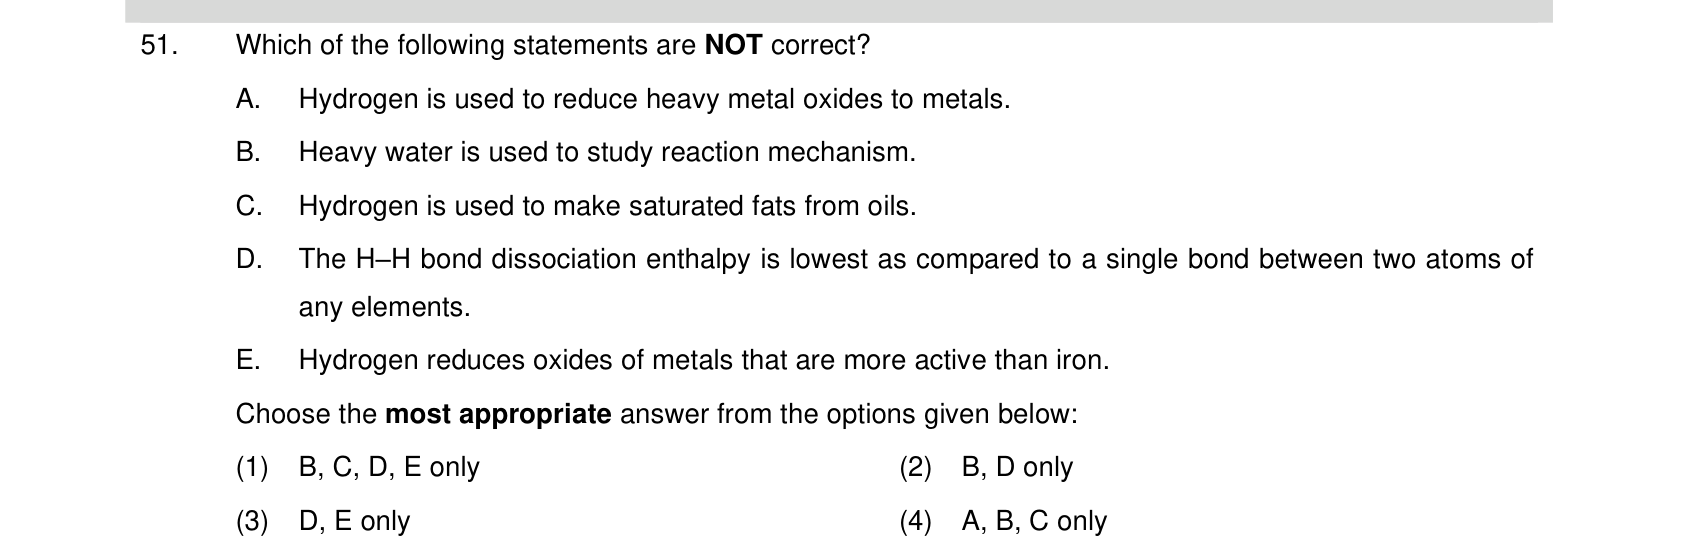 51. Which of the following statements are NOT correct?
A. Hydrogen is used to reduce heavy metal oxides to metals.
B. Heavy water is used to study reaction mechanism.
C. Hydrogen is used to make saturated fats from oils.
D. The H–H bond dissociation enthalpy is lowest as compared to a single bond between two atoms of
any elements.
E. Hydrogen reduces oxides of metals that are more active than iron.
Choose the most appropriate answer from the options given below:
(1) B, C, D, E only (2) B, D only
(3) D, E only (4) A, B, C only